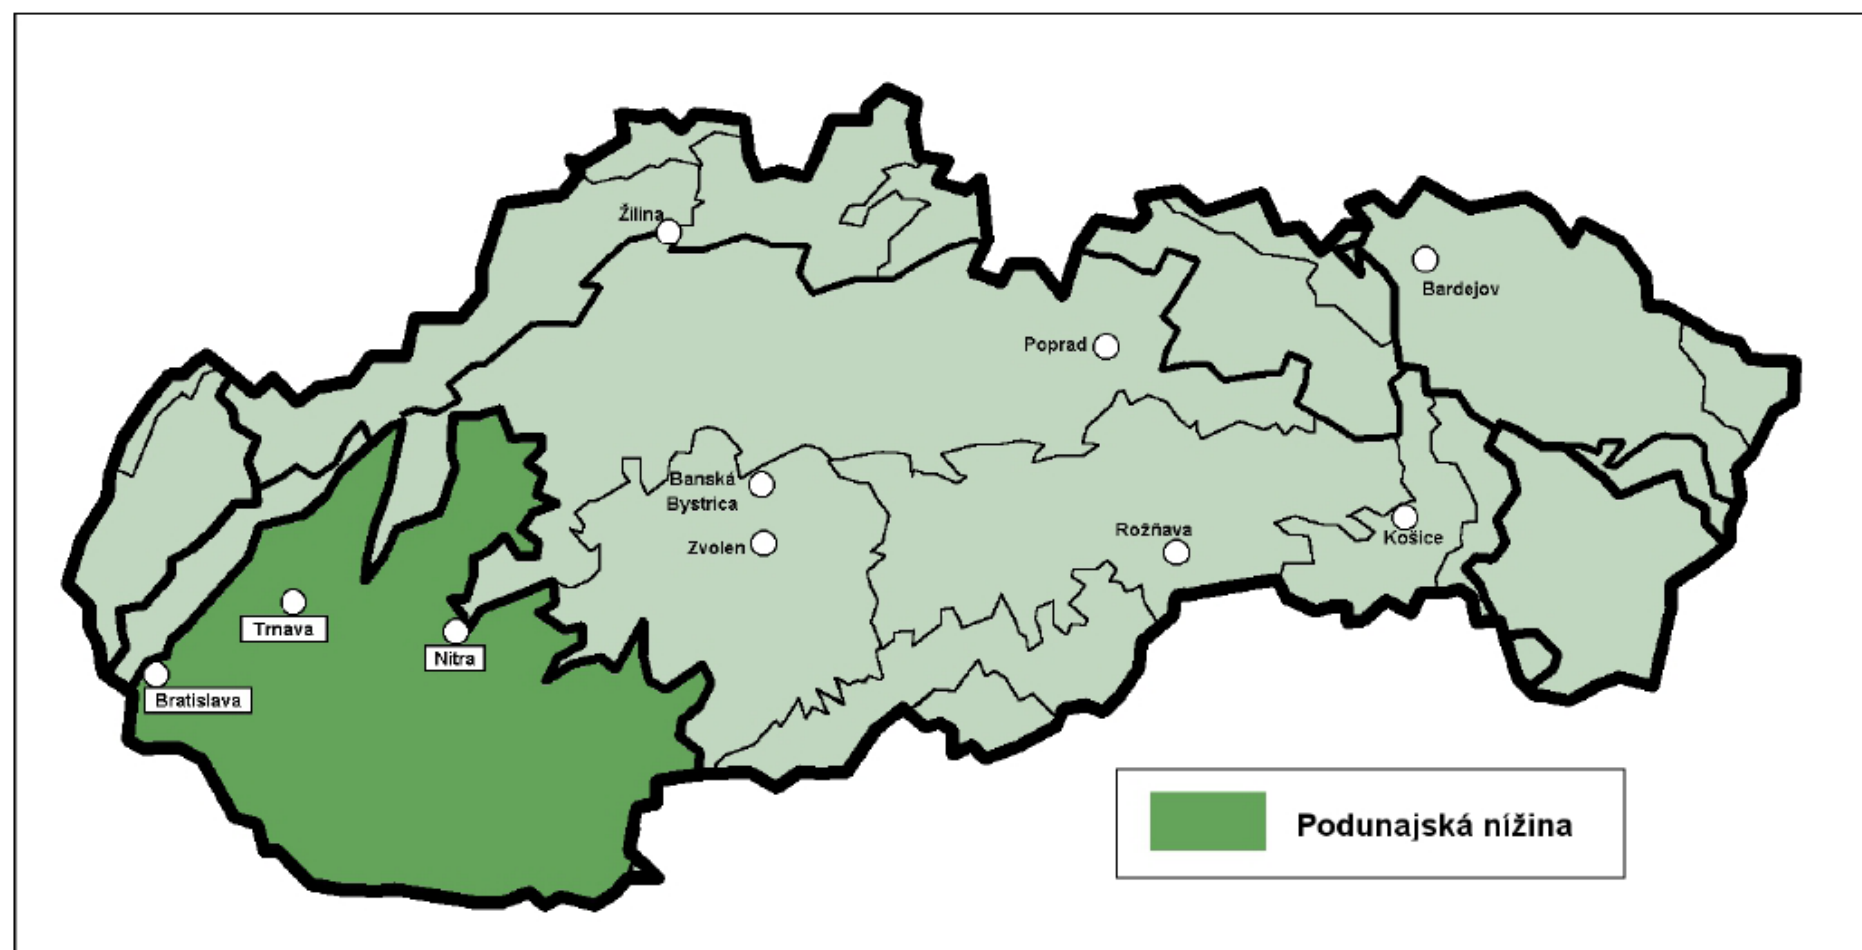 Žilina
Bardejov
Poprad
Banská
Bystrica
Rožňava
Košice
Zvolen
Trnava
Nitra
Bratislava
Podunajská nížina